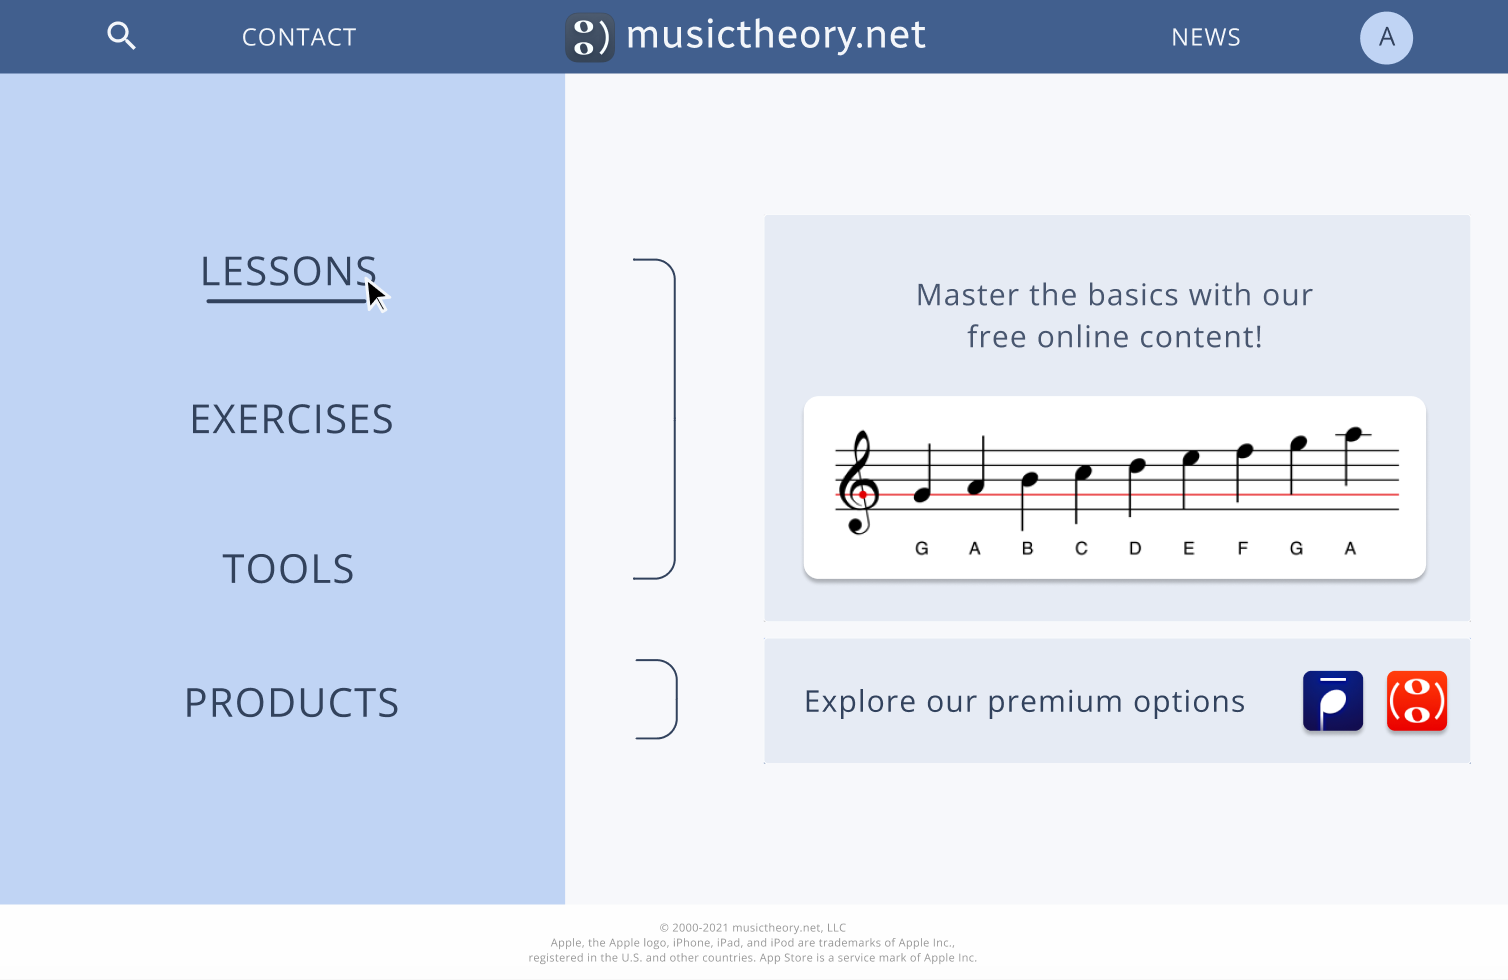 CONTACT
musictheory.net
NEWS
A
LESSONS
EXERCISES
TOOLS
PRODUCTS
Master the basics with our
free online content!
G A B C D E F G A
Explore our premium options
© 2000-2021 musictheory.net, LLC
Apple, the Apple logo, iPhone, iPad, and iPod are trademarks of Apple Inc.,
registered in the U.S. and other countries. App Store is a service mark of Apple Inc.